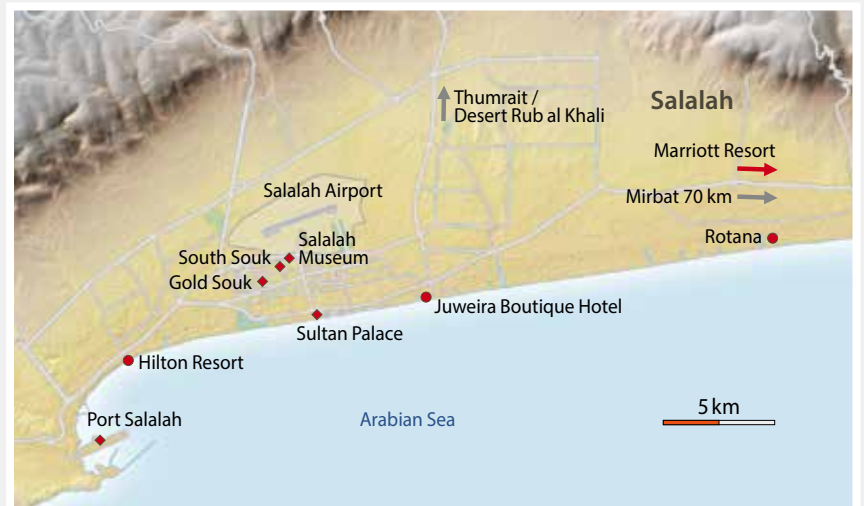 Thumrait /
Desert Rub al Khali
Salalah
Marriott Resort
Mirbat 70 km
Salalah Airport
Rotana
Salalah
Museum
South Souk
Gold Souk
Juweira Boutique Hotel
Sultan Palace
Hilton Resort
5 km
Port Salalah
Arabian Sea